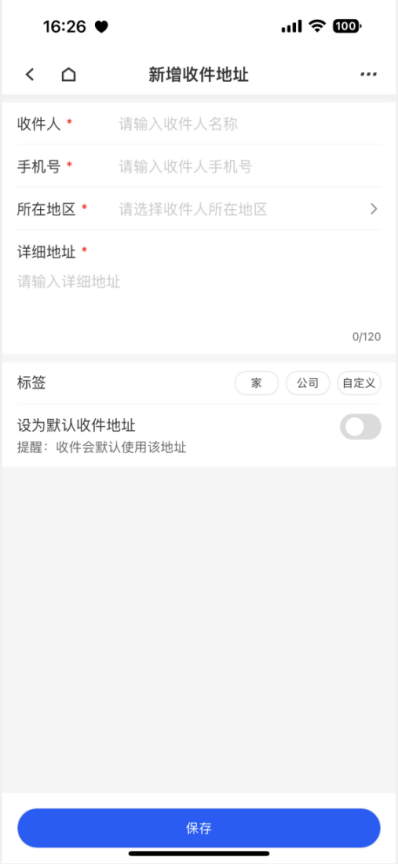 16:26
100
新增收件地址
收件人 * 请输入收件人名称
手机号 * 请输入收件人手机号
所在地区 * 请选择收件人所在地区
详细地址 *
请输入详细地址
0/120
标签 家 公司 自定义
设为默认收件地址
提醒：收件会默认使用该地址
保存